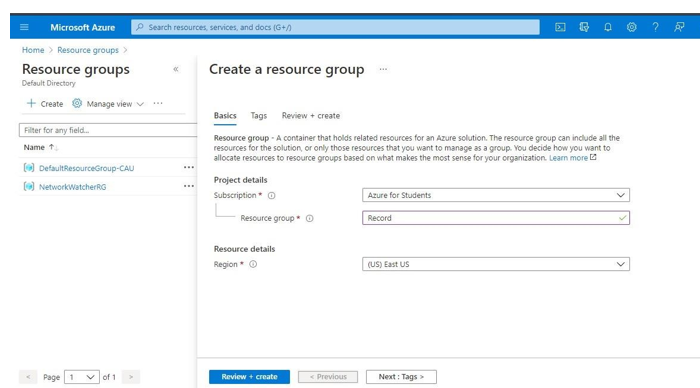 Microsoft Azure
Search resources, services, and docs (G+/)
Home > Resource groups >
Resource groups
Default Directory
+ Create
Manage view
Filter for any field...
Name ↑↓
DefaultResourceGroup-CAU
NetworkWatcherRG
< Page 1 of 1 >
Create a resource group ...
Basics Tags Review + create
Resource group - A container that holds related resources for an Azure solution. The resource group can include all the
resources for the solution, or only those resources that you want to manage as a group. You decide how you want to
allocate resources to resource groups based on what makes the most sense for your organization. Learn more
Project details
Subscription * Azure for Students
Resource group * Record
Resource details
Region * (US) East US
Review + create < Previous Next : Tags >